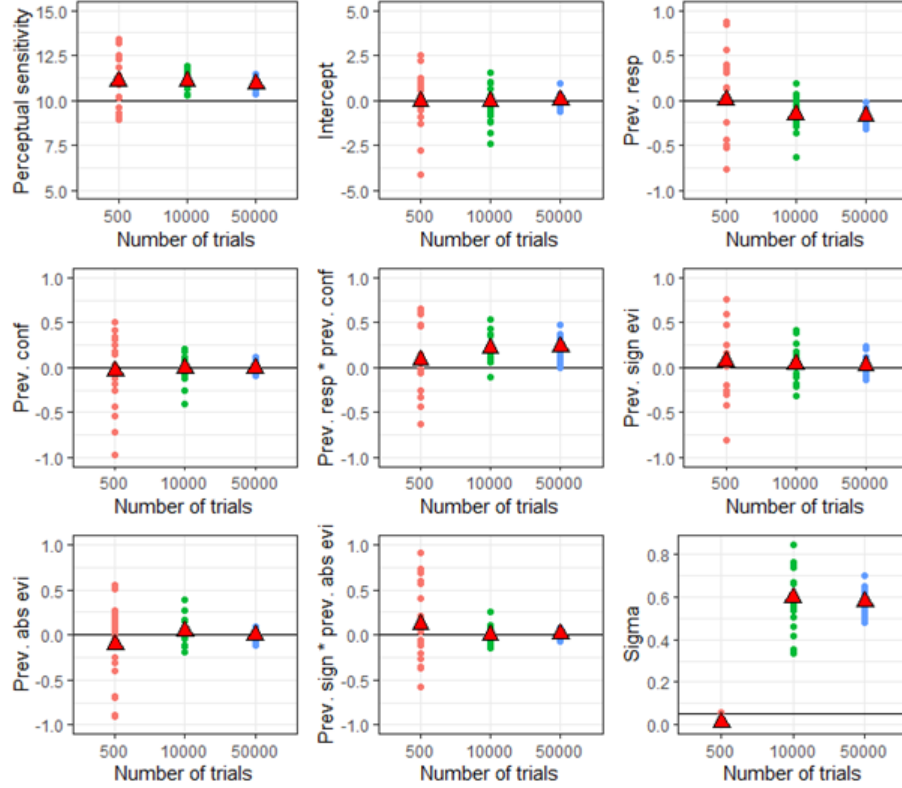 Perceptual sensitivity
15.0
12.5
10.0
7.5
5.0
500 10000 50000
Number of trials
Intercept
5.0
2.5
0.0
-2.5
-5.0
500 10000 50000
Number of trials
Prev. resp
1.0
0.5
0.0
-0.5
-1.0
500 10000 50000
Number of trials
Prev. conf
1.0
0.5
0.0
-0.5
-1.0
500 10000 50000
Number of trials
Prev. resp * prev. conf
1.0
0.5
0.0
-0.5
-1.0
500 10000 50000
Number of trials
Prev. sign evi
1.0
0.5
0.0
-0.5
-1.0
500 10000 50000
Number of trials
Prev. abs evi
1.0
0.5
0.0
-0.5
-1.0
500 10000 50000
Number of trials
Prev. sign * prev. abs evi
1.0
0.5
0.0
-0.5
-1.0
500 10000 50000
Number of trials
Sigma
0.8
0.6
0.4
0.2
0.0
500 10000 50000
Number of trials